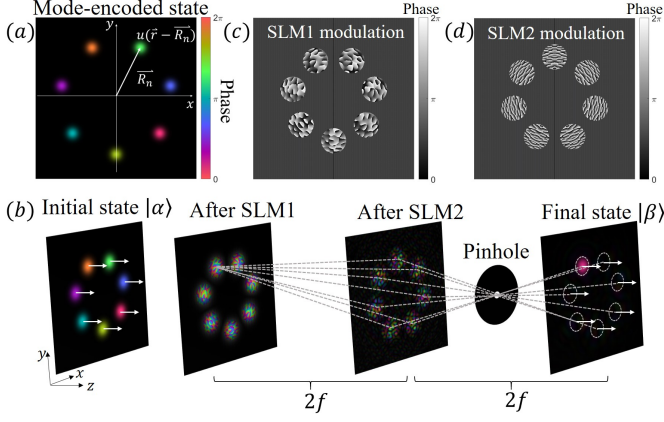 Mode-encoded state
(a)
y
u(r⃗ − R⃗ₙ)
R⃗ₙ
x
2π
π
0
Phase
(c)
SLM1 modulation
Phase
2π
π
0
(d)
SLM2 modulation
Phase
2π
π
0
(b)
Initial state |α⟩
After SLM1
After SLM2
Pinhole
Final state |β⟩
y
x
z
2f
2f